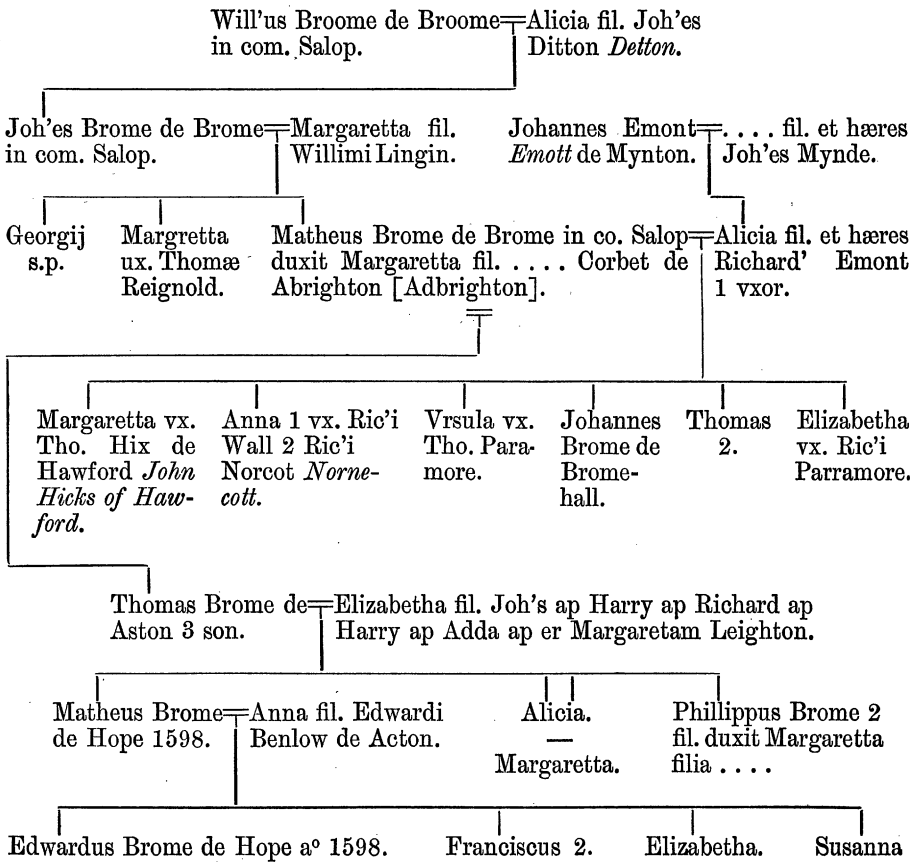 Will'us Broome de Broome=Alicia fil. Joh'es
in com. Salop. Ditton Detton.
Joh'es Brome de Brome=Margaretta fil.
in com. Salop. Willimi Lingin.
Johannes Emont=. . . . fil. et hæres
Emott de Mynton. Joh'es Mynde.
Georgij
s.p.
Margretta
ux. Thomæ
Reignold.
Matheus Brome de Brome in co. Salop=Alicia fil. et hæres
duxit Margaretta fil. . . . . . Corbet de Richard' Emont
Abrighton [Adbrighton]. 1 vxor.
Margaretta vx.
Tho. Hix de
Hawford John
Hicks of Haw-
ford.
Anna 1 vx. Ric'i
Wall 2 Ric'i
Norcot Norne-
cott.
Vrsula vx.
Tho. Para-
more.
Johannes
Brome de
Brome-
hall.
Thomas
2.
Elizabetha
vx. Ric'i
Parramore.
Thomas Brome de=Elizabetha fil. Joh's ap Harry ap Richard ap
Aston 3 son. Harry ap Adda ap er Margaretam Leighton.
Matheus Brome=Anna fil. Edwardi
de Hope 1598. Benlow de Acton.
Alicia.
—
Margaretta.
Phillippus Brome 2
fil. duxit Margaretta
filia . . . .
Edwardus Brome de Hope aº 1598. Franciscus 2. Elizabetha. Susanna